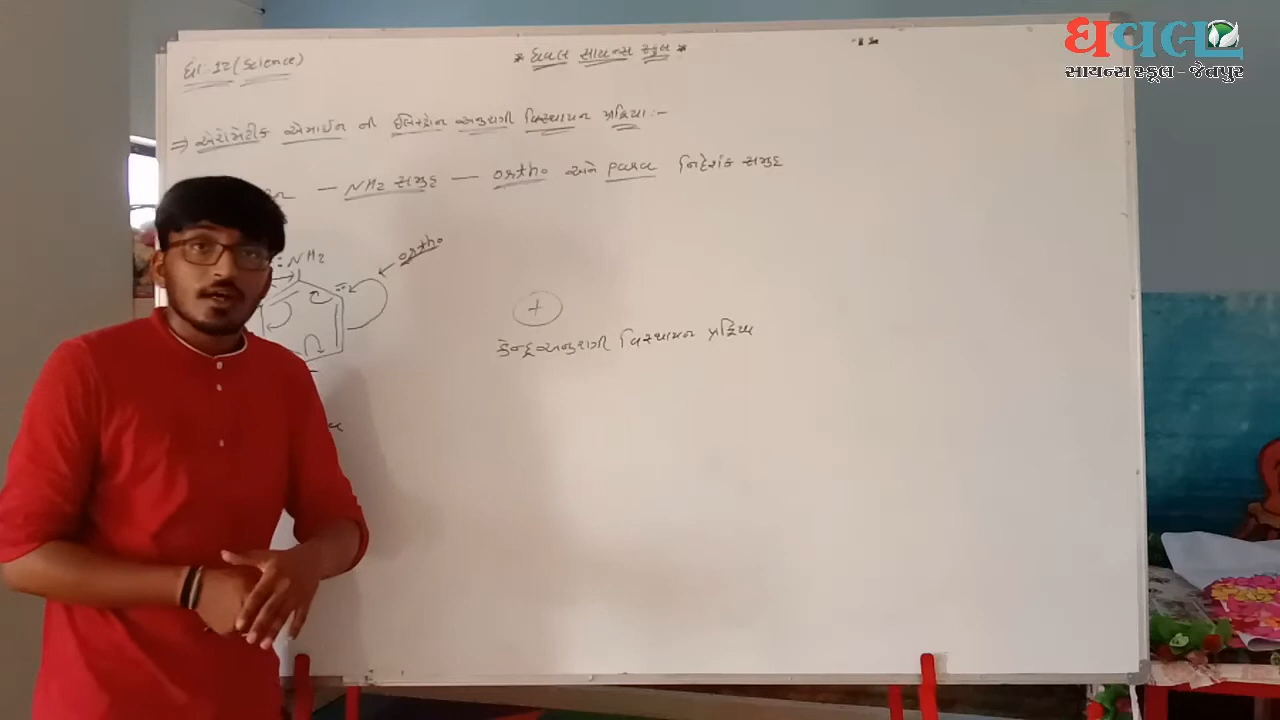 ધવલ
સાયન્સ સ્કૂલ - જેતપુર
ધો-12 (Science)
* ધવલ સાયન્સ સ્કુલ *
⇒ એરોમેટીક એમાઈન ની ઈલેક્ટ્રોન અનુરાગી વિસ્થાપન પ્રક્રિયા :-
— NH2 સમુહ — ortho અને para નિર્દેશક સમુહ
:NH2
ortho
+
કેન્દ્રઅનુરાગી વિસ્થાપન પ્રક્રિયા